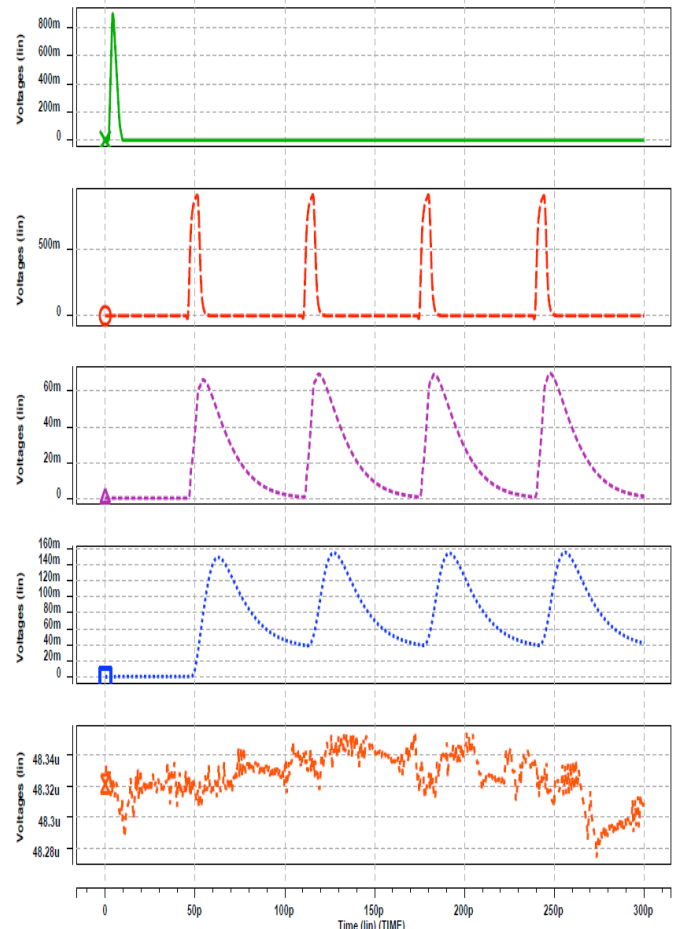 Voltages (lin)
800m
600m
400m
200m
0
Voltages (lin)
500m
0
Voltages (lin)
60m
40m
20m
0
Voltages (lin)
160m
140m
120m
100m
80m
60m
40m
20m
0
Voltages (lin)
48.34u
48.32u
48.3u
48.28u
0 50p 100p 150p 200p 250p 300p
Time (lin) (TIME)